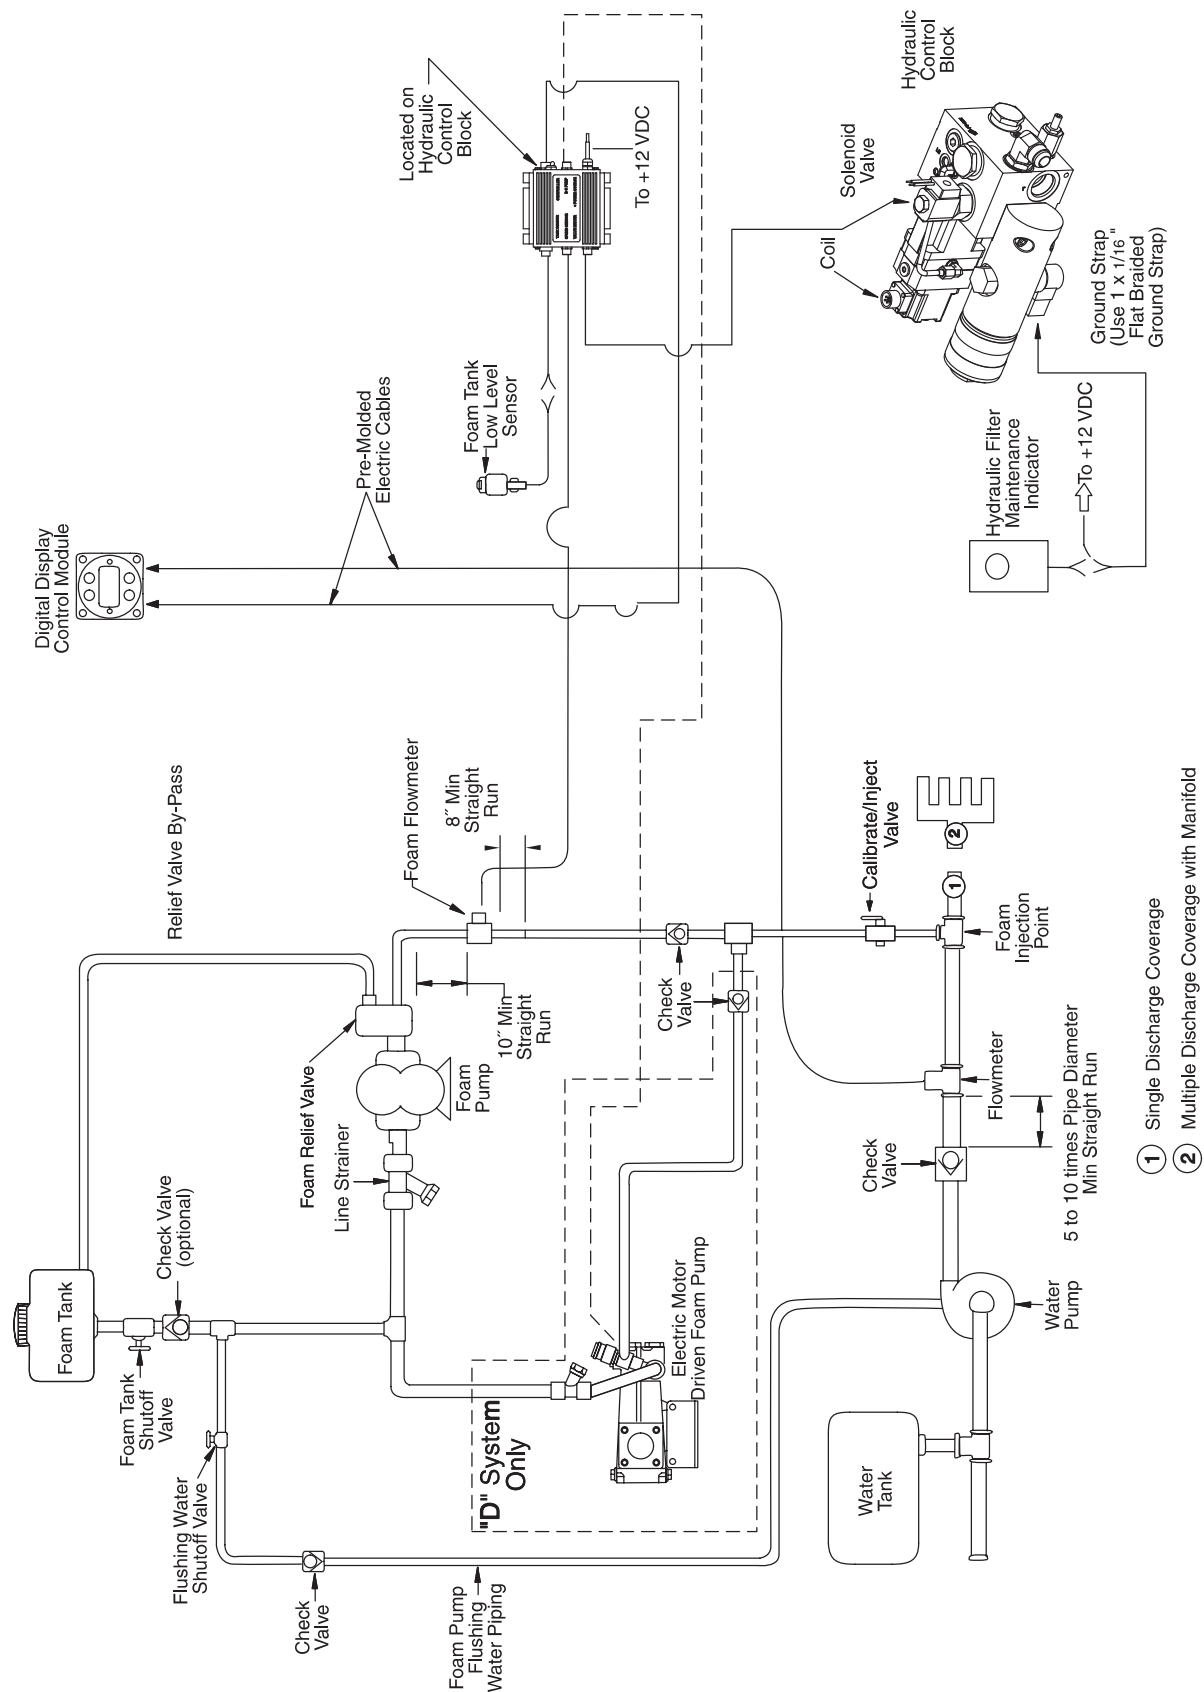 Digital Display
Control Module
Pre-Molded
Electric Cables
Foam Tank
Low Level
Sensor
Located on
Hydraulic
Control
Block
To +12 VDC
Coil
Solenoid
Valve
Hydraulic
Control
Block
Ground Strap
(Use 1 x 1/16 "
Flat Braided
Ground Strap)
Hydraulic Filter
Maintenance
Indicator
To +12 VDC
Relief Valve By-Pass
Foam Flowmeter
8˝ Min
Straight
Run
10˝ Min
Straight
Run
Foam Relief Valve
Foam
Pump
Line Strainer
Foam Tank
Check Valve
(optional)
Foam Tank
Shutoff
Valve
Flushing Water
Shutoff Valve
Check
Valve
Foam Pump
Flushing
Water Piping
"D" System
Only
Electric Motor
Driven Foam Pump
Check
Valve
Calibrate/Inject
Valve
2
1
Foam
Injection
Point
Flowmeter
Check
Valve
5 to 10 times Pipe Diameter
Min Straight Run
Water
Pump
Water
Tank
1 Single Discharge Coverage
2 Multiple Discharge Coverage with Manifold